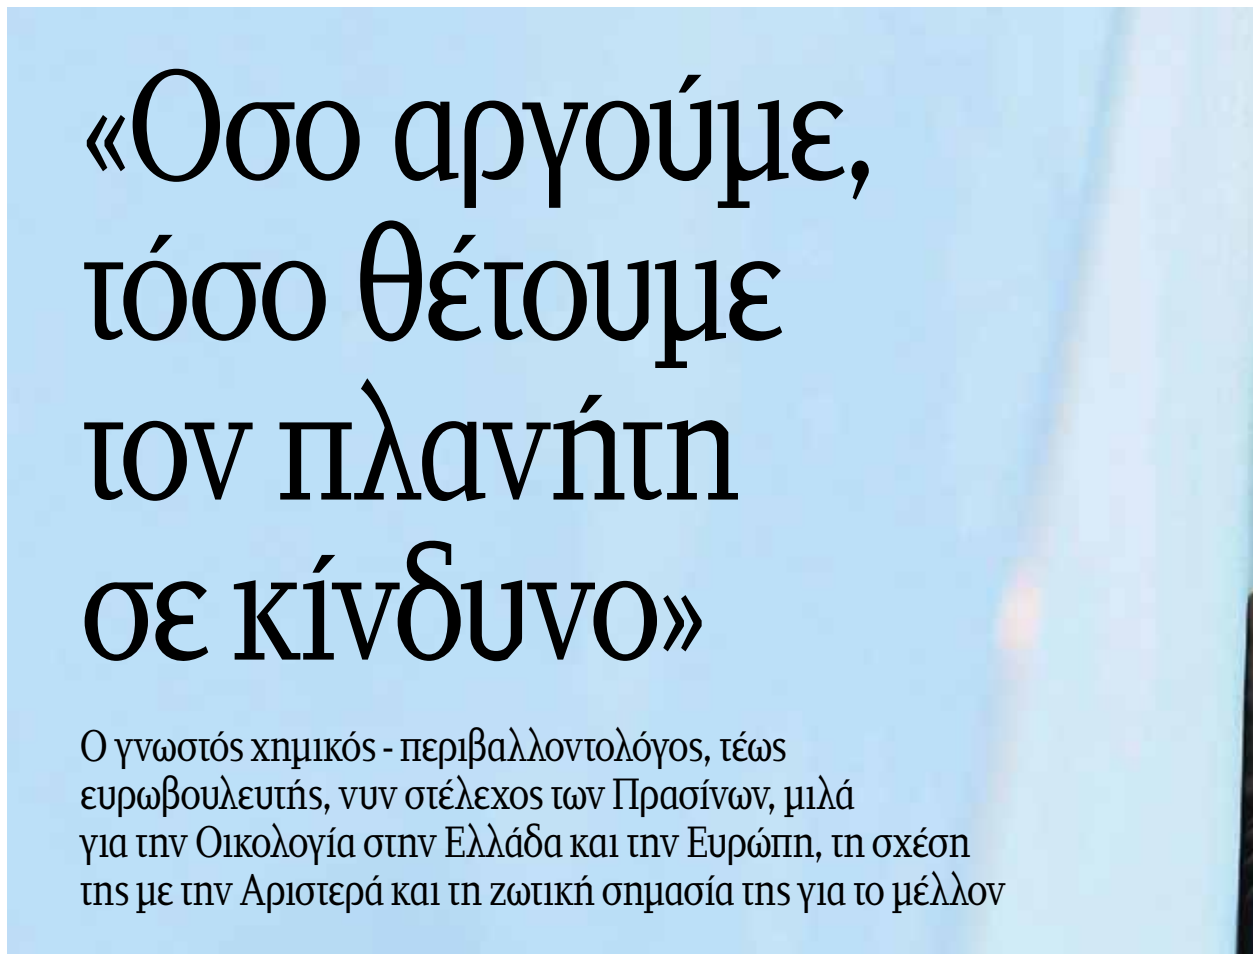 «Οσο αργούμε,
τόσο θέτουμε
τον πλανήτη
σε κίνδυνο»
Ο γνωστός χημικός - περιβαλλοντολόγος, τέως
ευρωβουλευτής, νυν στέλεχος των Πρασίνων, μιλά
για την Οικολογία στην Ελλάδα και την Ευρώπη, τη σχέση
της με την Αριστερά και τη ζωτική σημασία της για το μέλλον